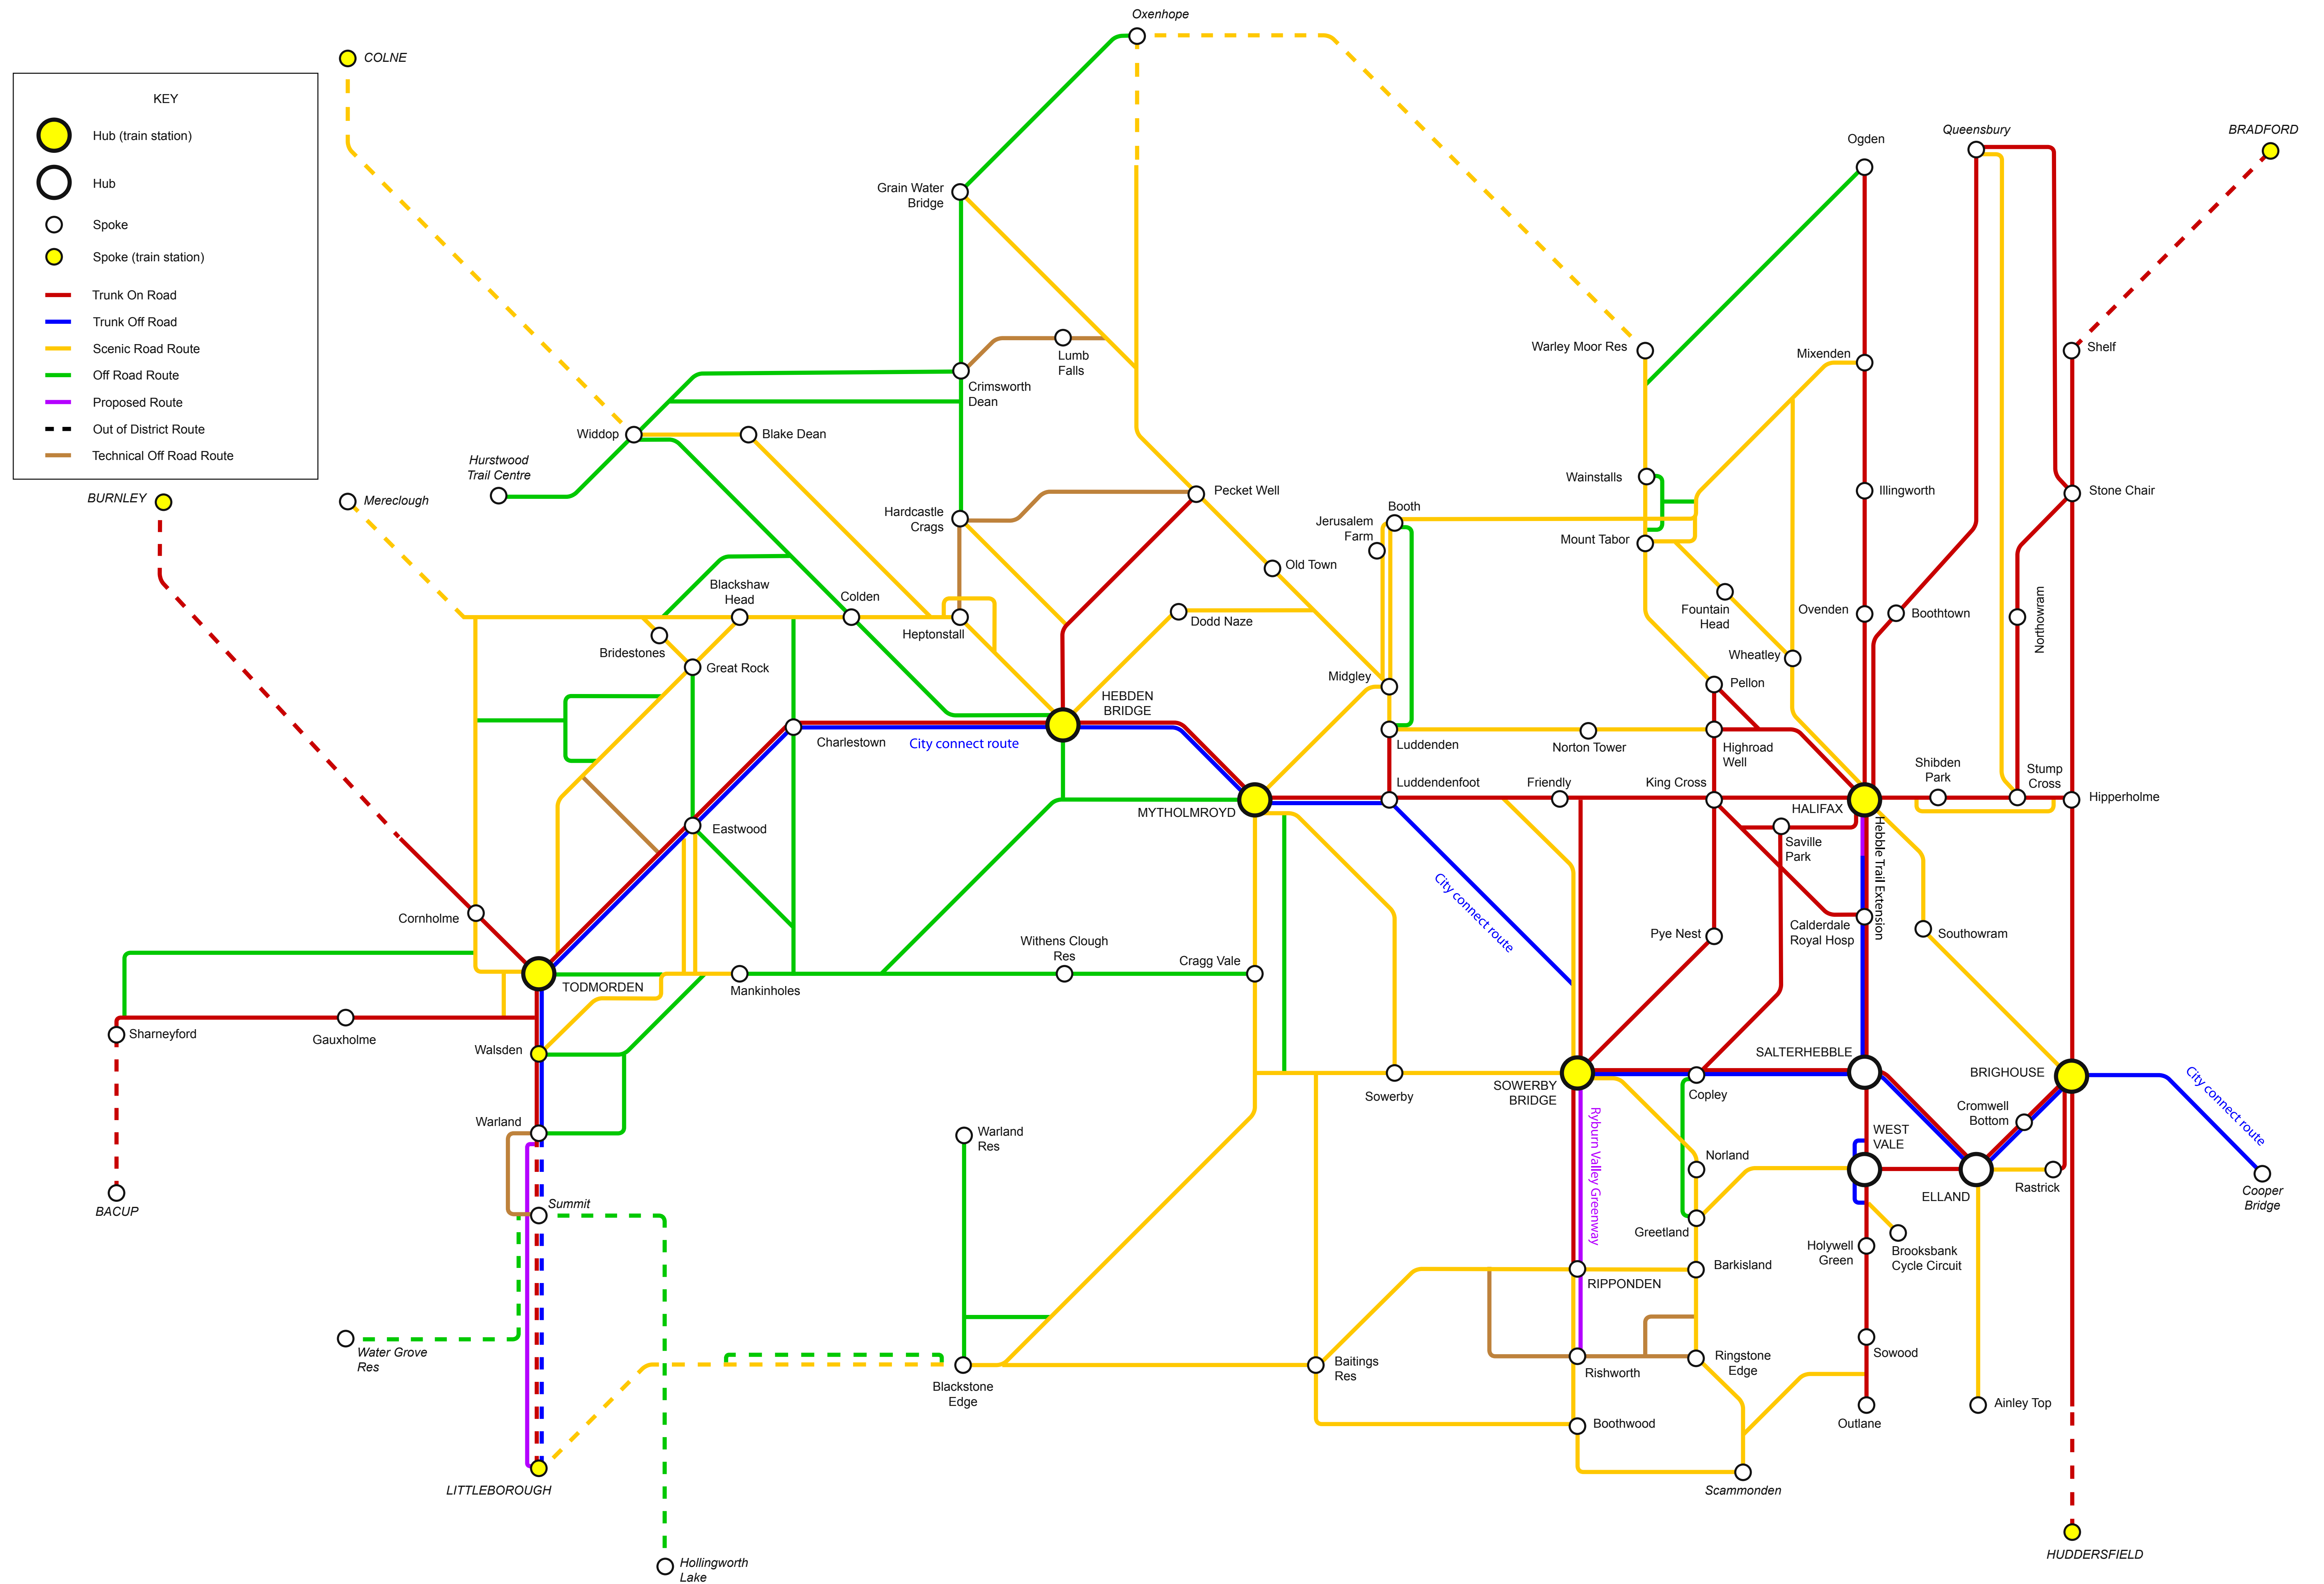 Oxenhope
COLNE
KEY
Hub (train station)
Hub
Spoke
Spoke (train station)
Trunk On Road
Trunk Off Road
Scenic Road Route
Off Road Route
Proposed Route
Out of District Route
Technical Off Road Route
Queensbury
BRADFORD
Ogden
Grain Water
Bridge
Warley Moor Res
Mixenden
Shelf
Lumb
Falls
Crimsworth
Dean
Widdop
Blake Dean
Hurstwood
Trail Centre
BURNLEY
Mereclough
Pecket Well
Hardcastle
Crags
Booth
Jerusalem
Farm
Wainstalls
Mount Tabor
Illingworth
Stone Chair
Old Town
Blackshaw
Head
Colden
Heptonstall
Dodd Naze
Fountain
Head
Ovenden
Boothtown
Northowram
Bridestones
Great Rock
Midgley
Wheatley
Pellon
HEBDEN
BRIDGE
Charlestown
City connect route
Luddenden
Norton Tower
Highroad
Well
Shibden
Park
Stump
Cross
Luddendenfoot
Friendly
King Cross
HALIFAX
Hipperholme
MYTHOLMROYD
Eastwood
Saville
Park
Hebble Trail Extension
City connect route
Cornholme
Calderdale
Royal Hosp
Pye Nest
Southowram
Withens Clough
Res
Cragg Vale
TODMORDEN
Mankinholes
Sharneyford
Gauxholme
Walsden
SALTERHEBBLE
BRIGHOUSE
SOWERBY
BRIDGE
Sowerby
Copley
Cromwell
Bottom
City connect route
Warland
Warland
Res
WEST
VALE
Ryburn Valley Greenway
Norland
ELLAND
Rastrick
Cooper
Bridge
BACUP
Summit
Greetland
Holywell
Green
Brooksbank
Cycle Circuit
RIPPONDEN
Barkisland
Water Grove
Res
Blackstone
Edge
Baitings
Res
Rishworth
Ringstone
Edge
Sowood
Boothwood
Outlane
Ainley Top
LITTLEBOROUGH
Scammonden
Hollingworth
Lake
HUDDERSFIELD